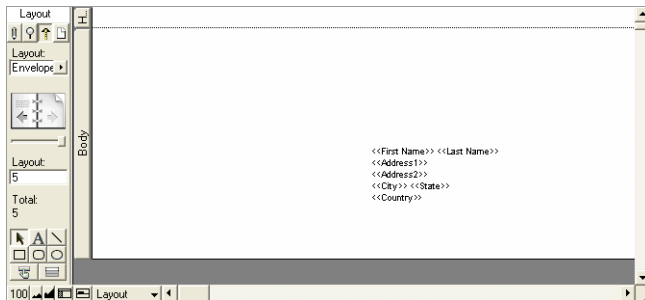 Layout
Layout:
Envelope
Layout:
5
Total:
5
A
H...
Body
<<First Name>> <<Last Name>>
<<Address1>>
<<Address2>>
<<City>> <<State>>
<<Country>>
100
Layout